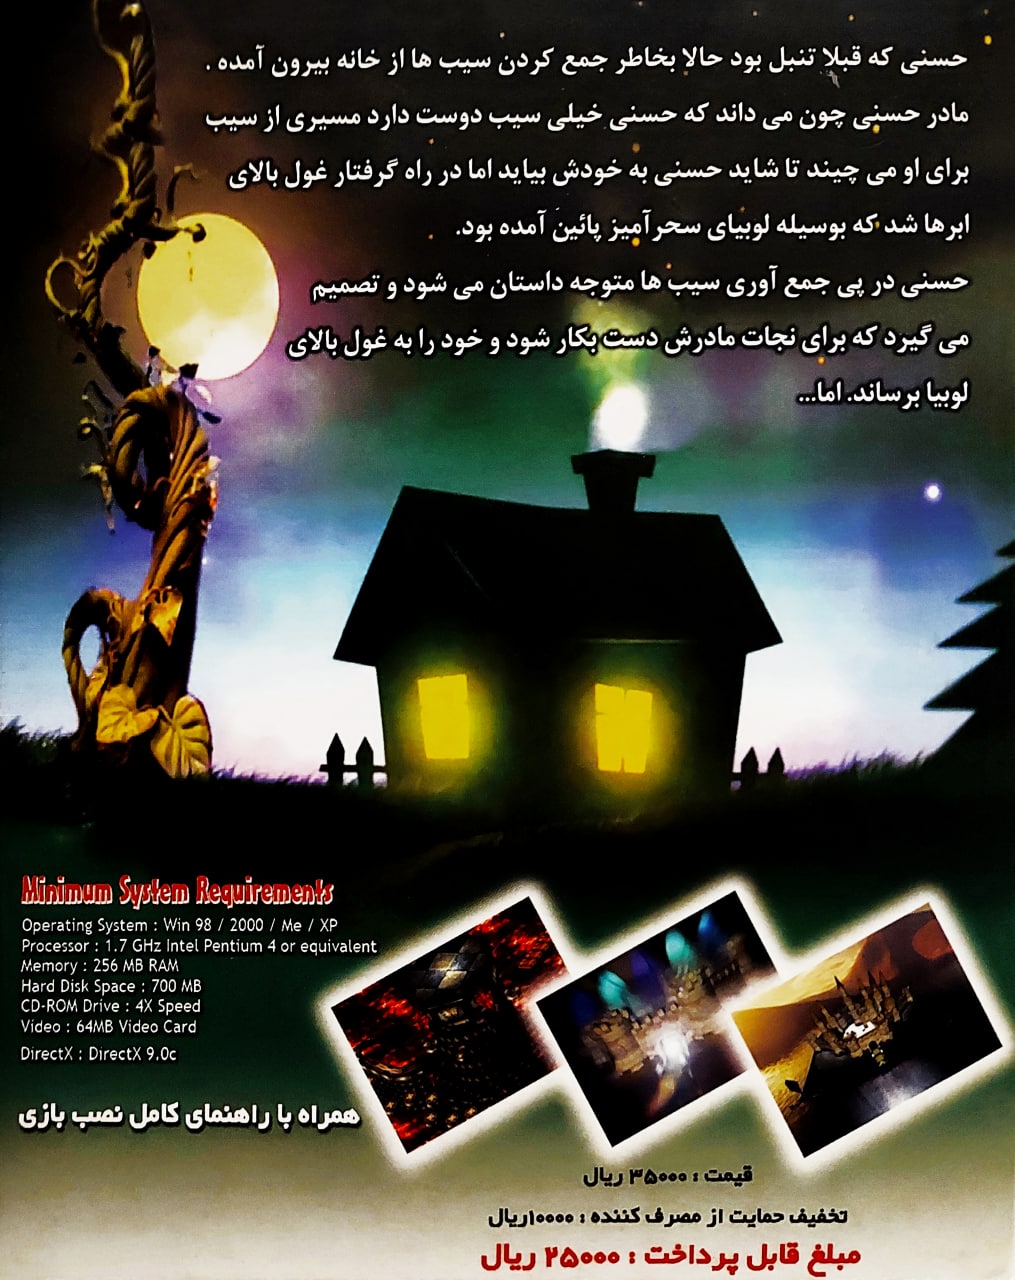 حسنی که قبلا تنبل بود حالا بخاطر جمع کردن سیب ها از خانه بیرون آمده .
مادر حسنی چون می داند که حسنی خیلی سیب دوست دارد مسیری از سیب
برای او می چیند تا شاید حسنی به خودش بیاید اما در راه گرفتار غول بالای
ابرها شد که بوسیله لوبیای سحرآمیز پائین آمده بود.
حسنی در پی جمع آوری سیب ها متوجه داستان می شود و تصمیم
می گیرد که برای نجات مادرش دست بکار شود و خود را به غول بالای
لوبیا برساند. اما...
Minimum System Requirements
Operating System : Win 98 / 2000 / Me / XP
Processor : 1.7 GHz Intel Pentium 4 or equivalent
Memory : 256 MB RAM
Hard Disk Space : 700 MB
CD-ROM Drive : 4X Speed
Video : 64MB Video Card
DirectX : DirectX 9.0c
همراه با راهنمای کامل نصب بازی
قیمت : ۳۵۰۰۰ ریال
تخفیف حمایت از مصرف کننده : ۱۰۰۰۰ریال
مبلغ قابل پرداخت : ۲۵۰۰۰ ریال